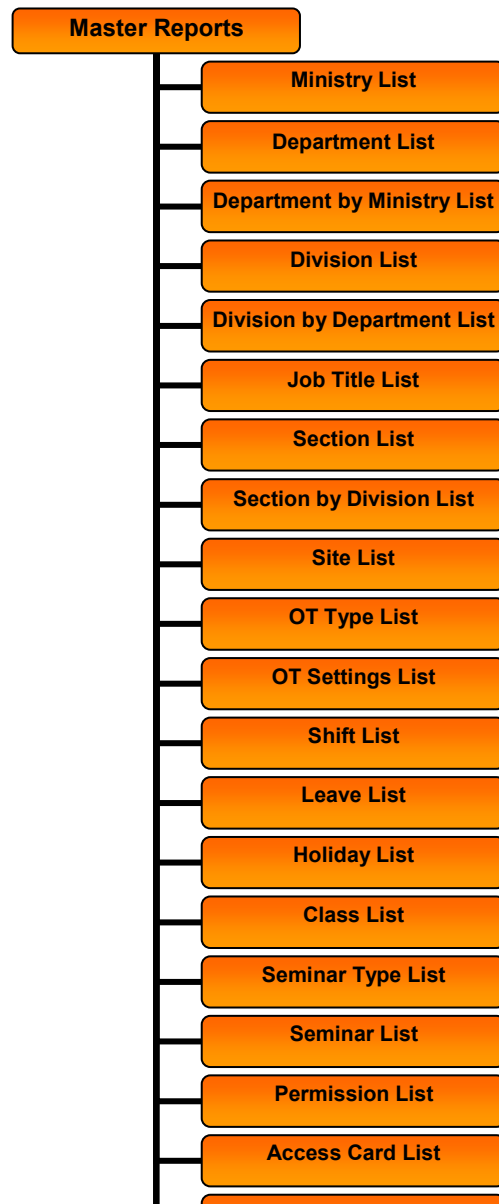 Master Reports
Ministry List
Department List
Department by Ministry List
Division List
Division by Department List
Job Title List
Section List
Section by Division List
Site List
OT Type List
OT Settings List
Shift List
Leave List
Holiday List
Class List
Seminar Type List
Seminar List
Permission List
Access Card List